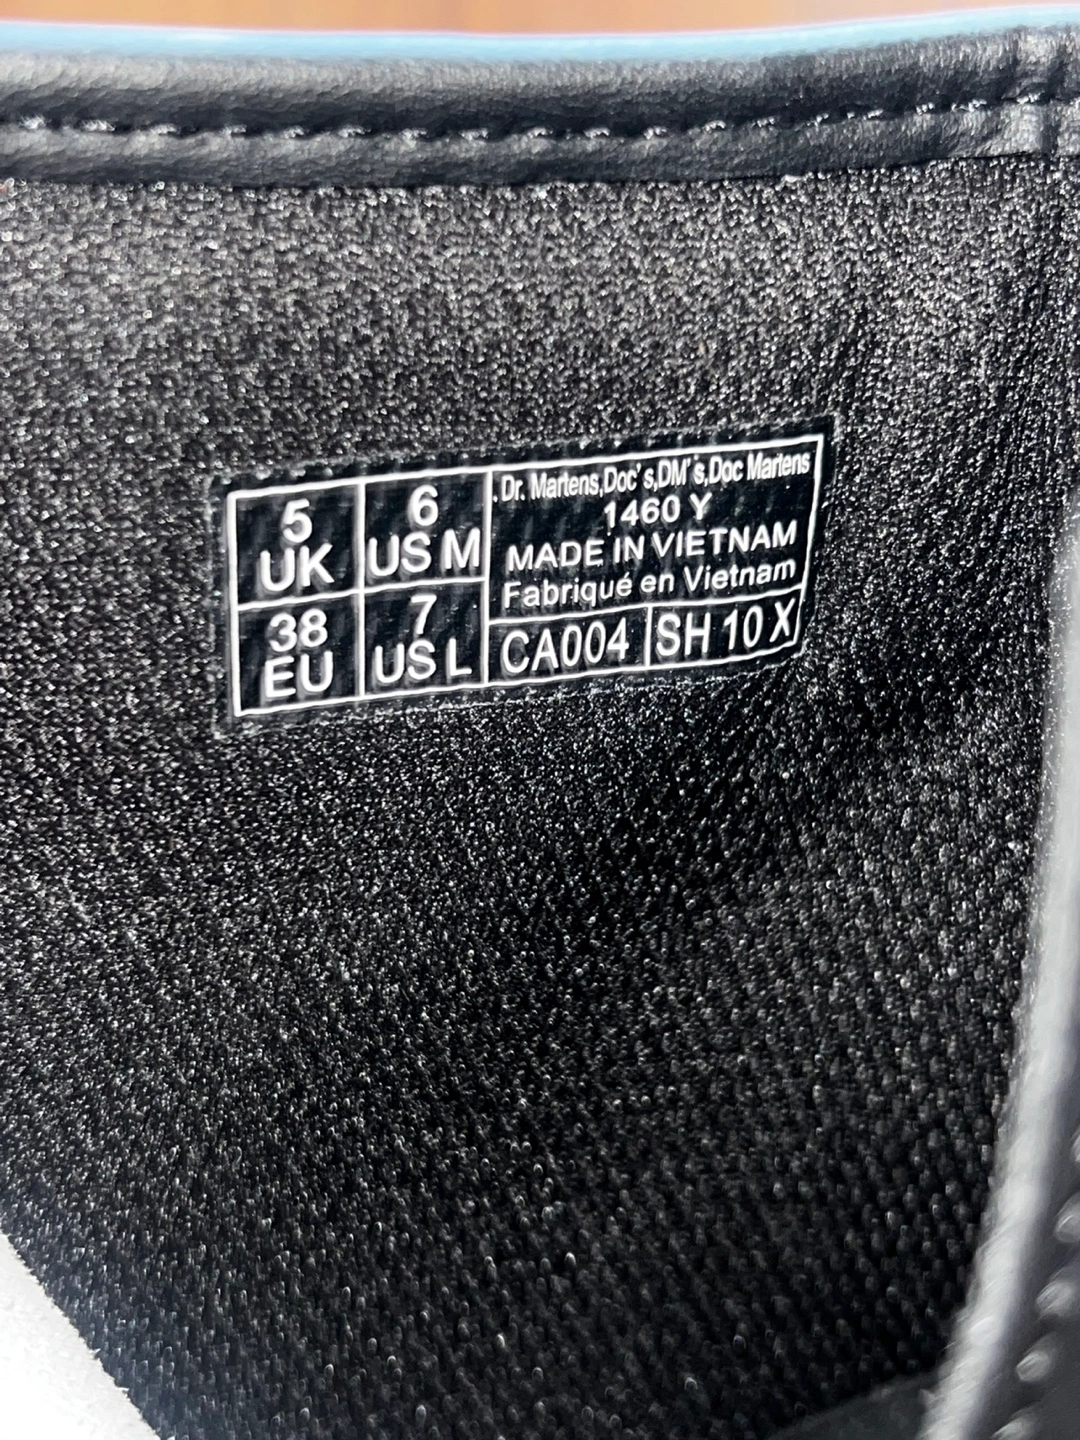 5
UK
6
US M
38
EU
7
US L
. Dr. Martens,Doc's,DM's,Doc Martens
1460 Y
MADE IN VIETNAM
Fabriqué en Vietnam
CA004
SH 10 X